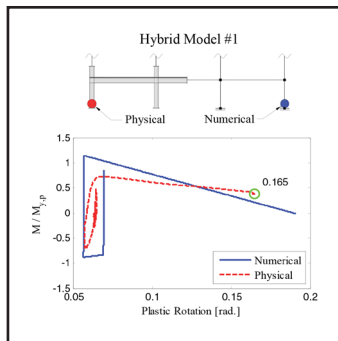 Hybrid Model #1
Physical
Numerical
1.5
1
0.5
0
-0.5
-1
-1.5
M / My,p
0.165
Numerical
Physical
0.05
0.1
0.15
0.2
Plastic Rotation [rad.]